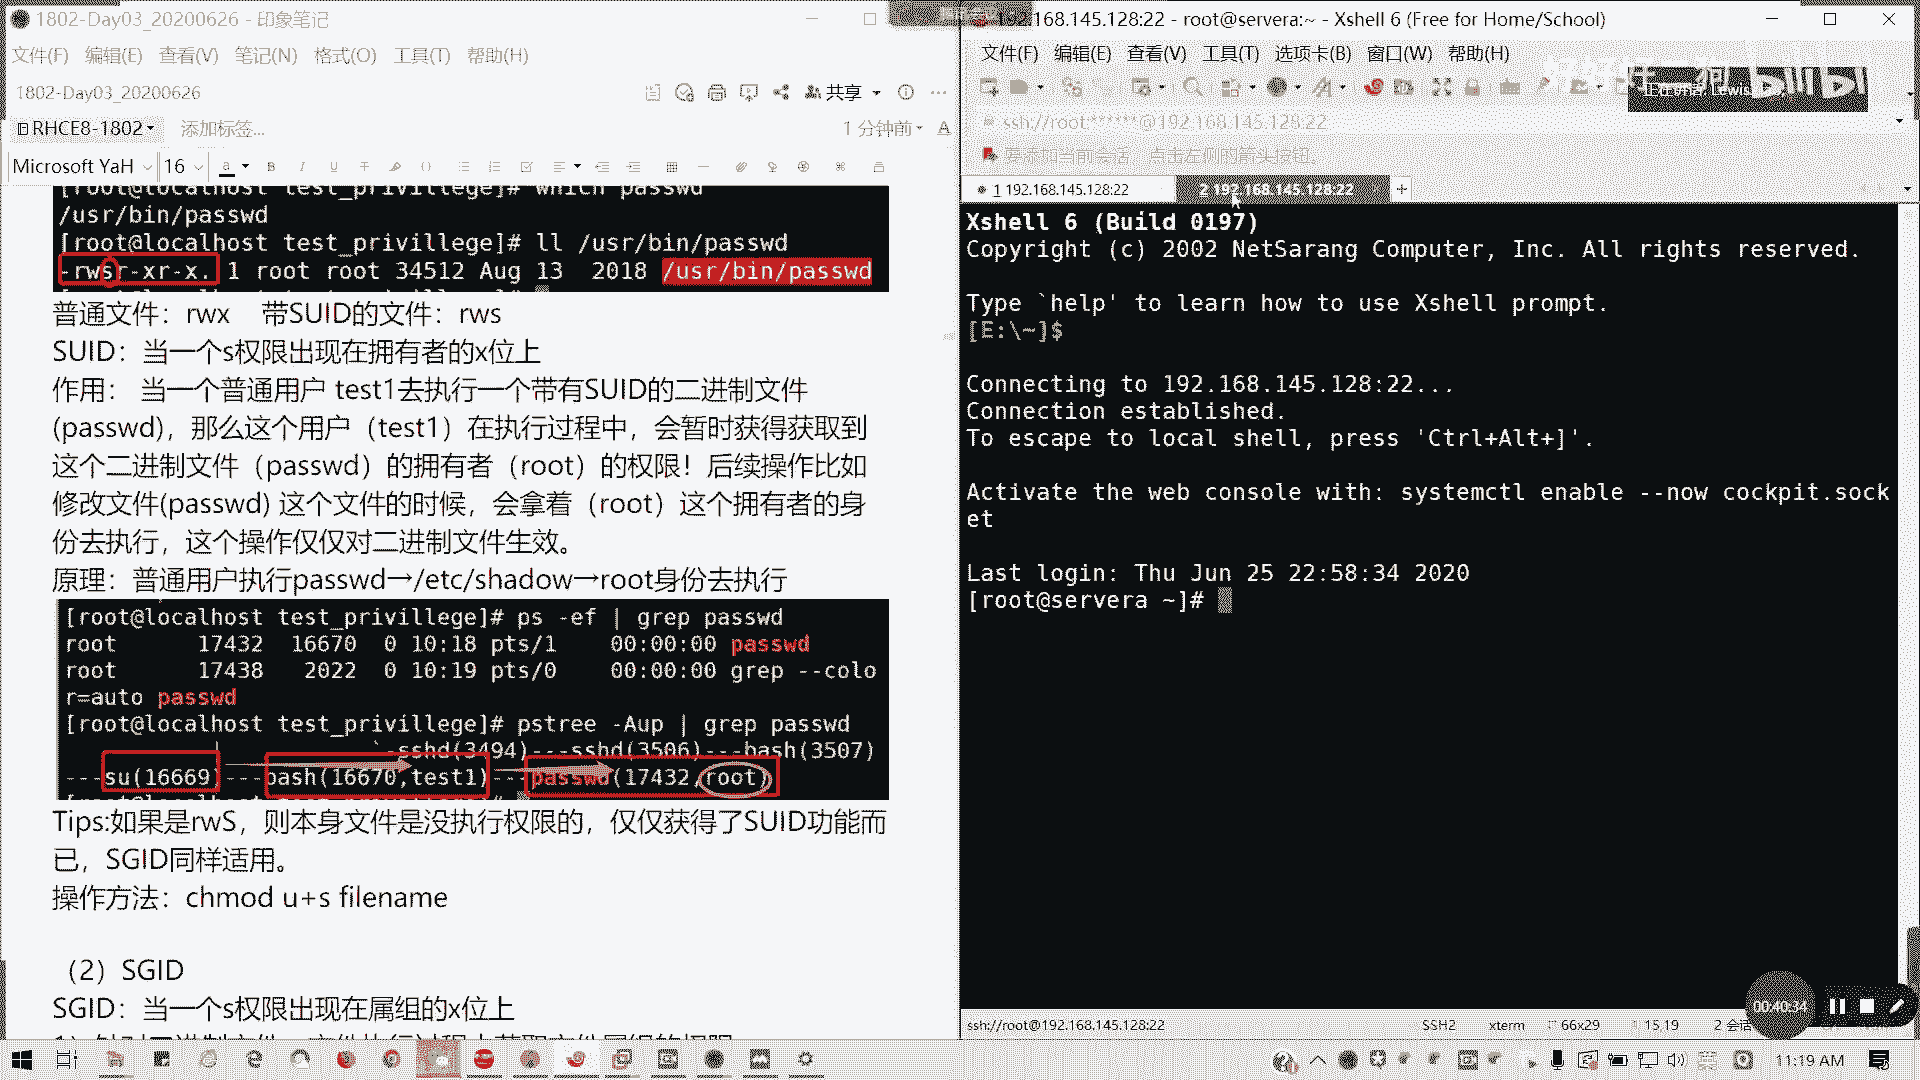 1802-Day03_20200626 - 印象笔记
文件(F) 编辑(E) 查看(V) 笔记(N) 格式(O) 工具(T) 帮助(H)
1802-Day03_20200626
共享
RHCE8-1802 添加标签...
1 分钟前
Microsoft YaH 16
[root@localhost test_privillege]# which passwd
/usr/bin/passwd
[root@localhost test_privillege]# ll /usr/bin/passwd
-rwsr-xr-x. 1 root root 34512 Aug 13 2018 /usr/bin/passwd
普通文件：rwx 带SUID的文件：rws
SUID：当一个s权限出现在拥有者的x位上
作用： 当一个普通用户 test1去执行一个带有SUID的二进制文件
(passwd)，那么这个用户（test1）在执行过程中，会暂时获得获取到
这个二进制文件（passwd）的拥有者（root）的权限！后续操作比如
修改文件(passwd) 这个文件的时候，会拿着（root）这个拥有者的身
份去执行，这个操作仅仅对二进制文件生效。
原理：普通用户执行passwd→/etc/shadow→root身份去执行
[root@localhost test_privillege]# ps -ef | grep passwd
root 17432 16670 0 10:18 pts/1 00:00:00 passwd
root 17438 2022 0 10:19 pts/0 00:00:00 grep --colo
r=auto passwd
[root@localhost test_privillege]# pstree -Aup | grep passwd
| `-sshd(3494)---sshd(3506)---bash(3507)
---su(16669)---bash(16670,test1)---passwd(17432,root)
Tips:如果是rwS，则本身文件是没执行权限的，仅仅获得了SUID功能而
已，SGID同样适用。
操作方法：chmod u+s filename
（2）SGID
SGID：当一个s权限出现在属组的x位上
192.168.145.128:22 - root@servera:~ - Xshell 6 (Free for Home/School)
文件(F) 编辑(E) 查看(V) 工具(T) 选项卡(B) 窗口(W) 帮助(H)
ssh://root:******@192.168.145.128:22
要添加当前会话，点击左侧的箭头按钮。
1 192.168.145.128:22
2 192.168.145.128:22
Xshell 6 (Build 0197)
Copyright (c) 2002 NetSarang Computer, Inc. All rights reserved.
Type `help' to learn how to use Xshell prompt.
[E:\~]$
Connecting to 192.168.145.128:22...
Connection established.
To escape to local shell, press 'Ctrl+Alt+]'.
Activate the web console with: systemctl enable --now cockpit.sock
et
Last login: Thu Jun 25 22:58:34 2020
[root@servera ~]#
00:40:34
ssh://root@192.168.145.128:22 SSH2 xterm 66x29 15,19 2 会话
11:19 AM